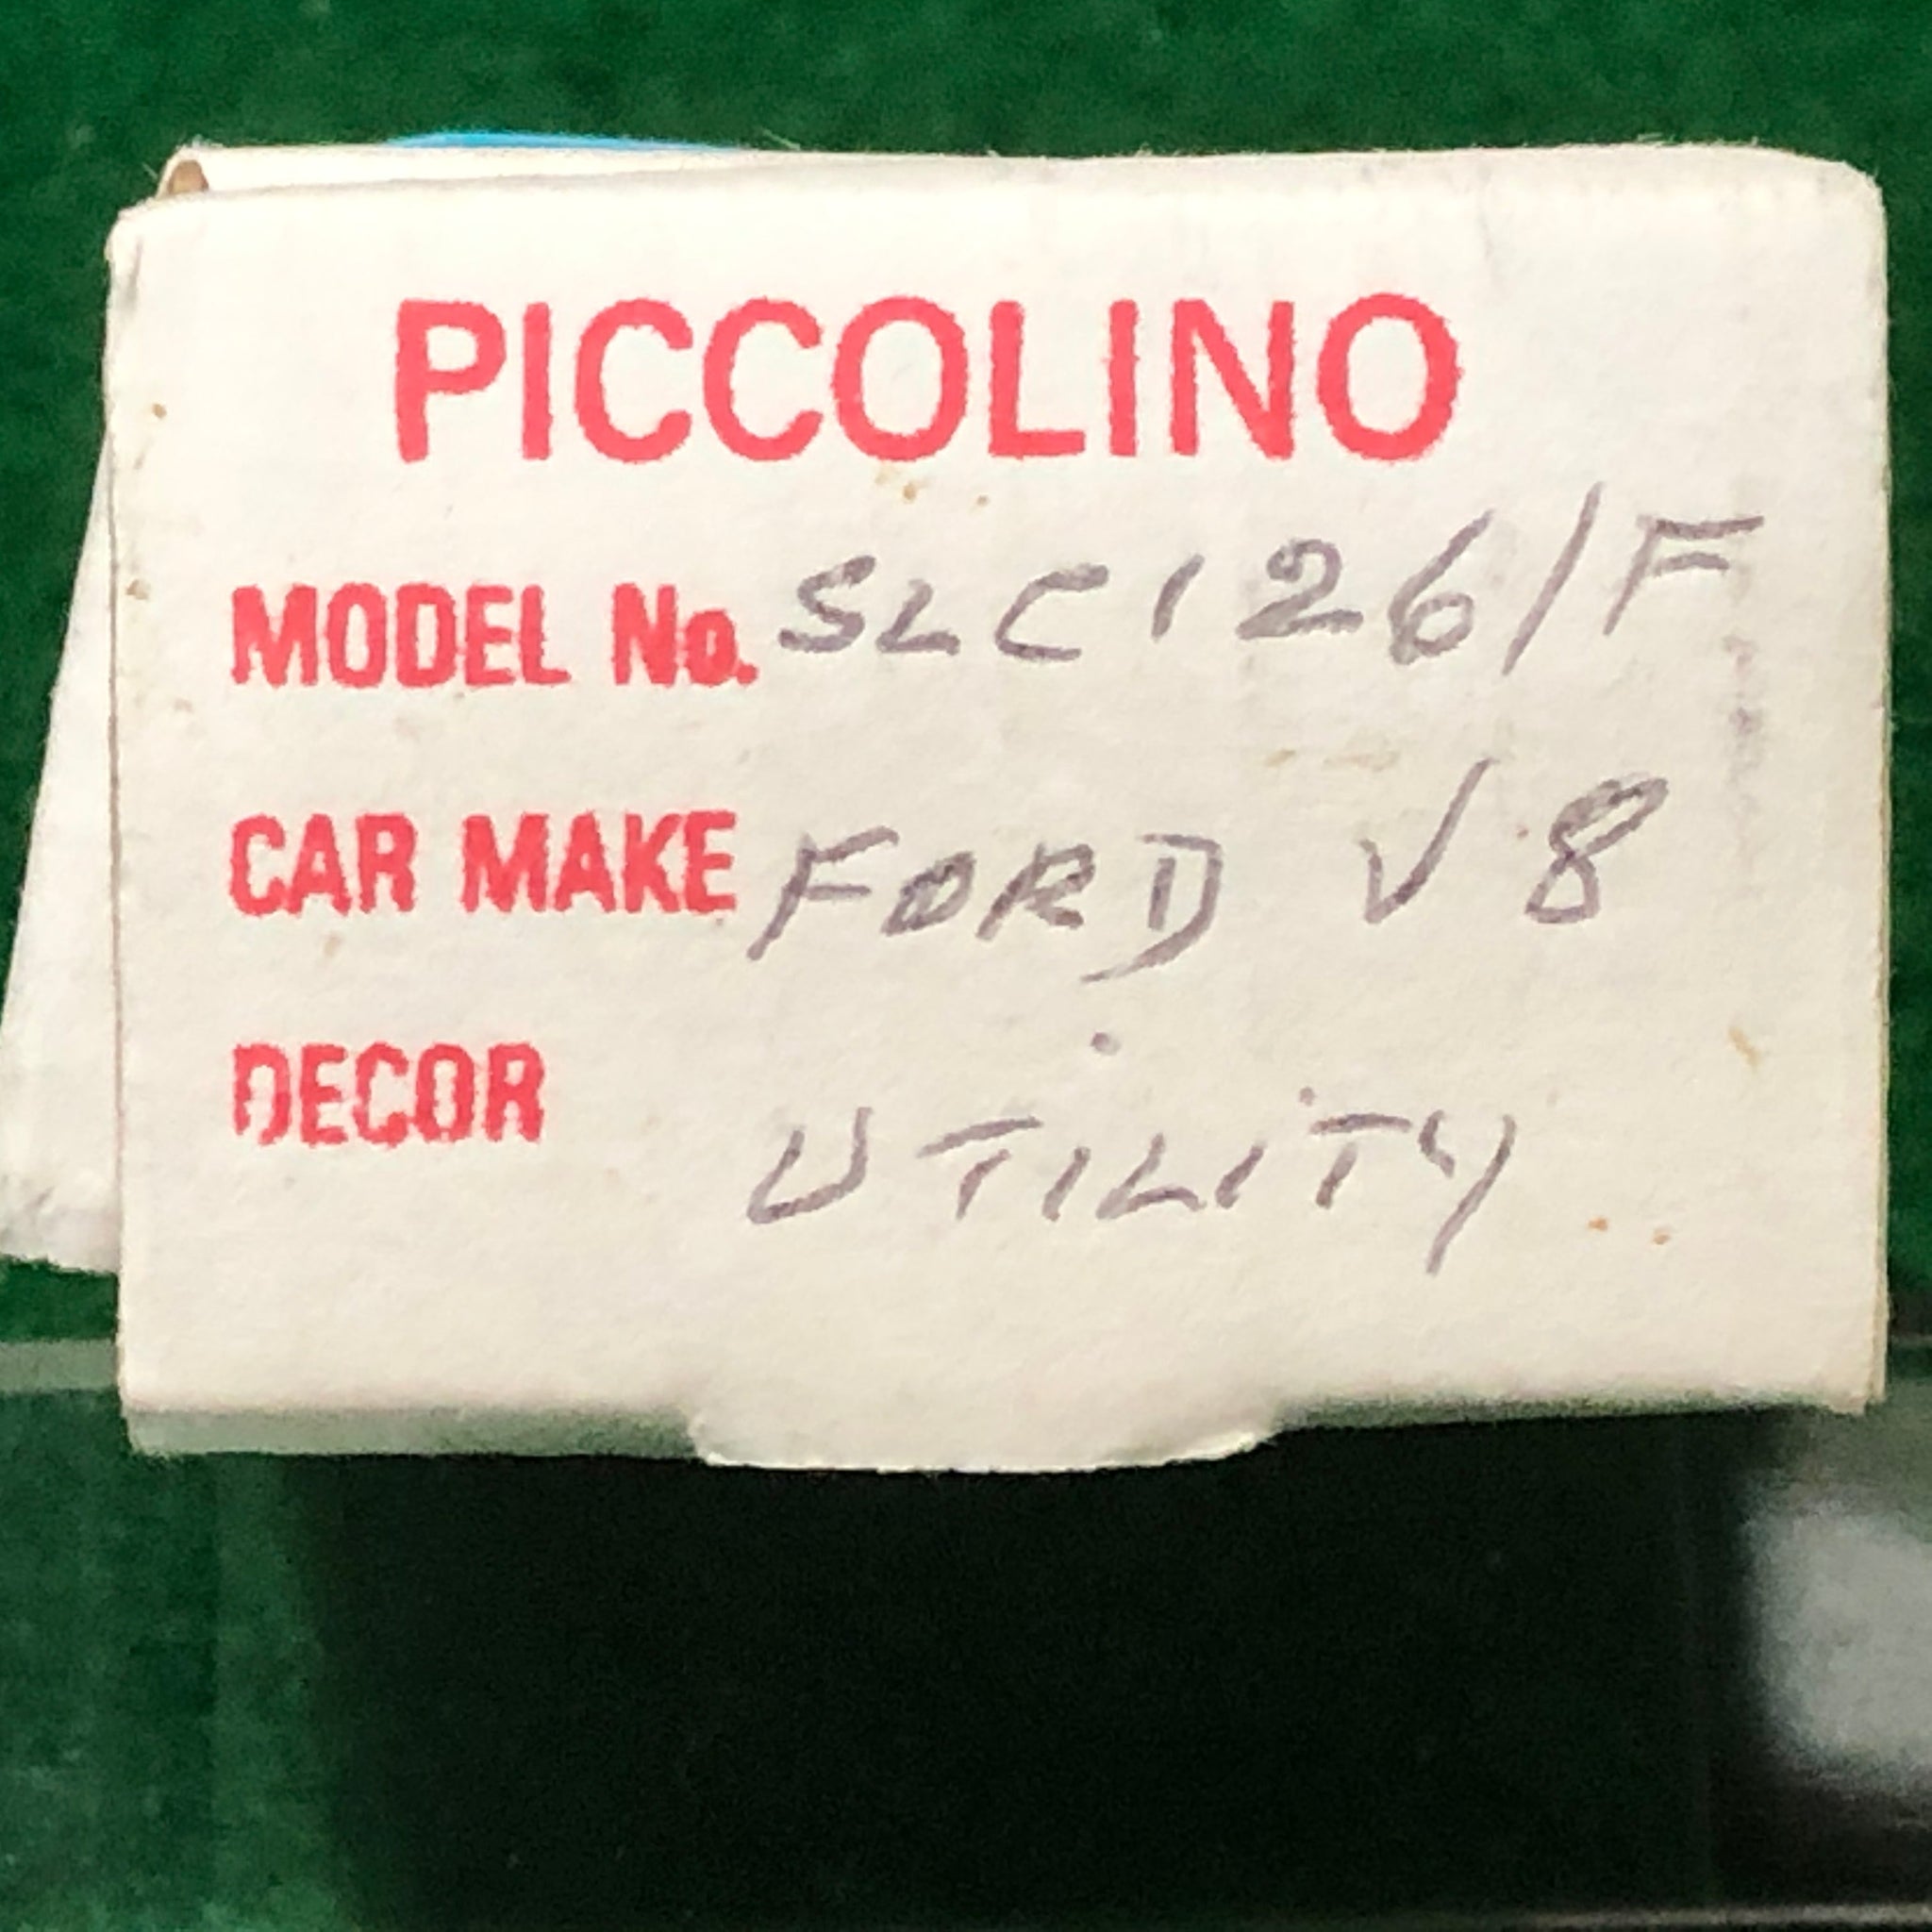 PICCOLINO
MODEL No. SLC126/F
CAR MAKE FORD V8
DECOR UTILITY